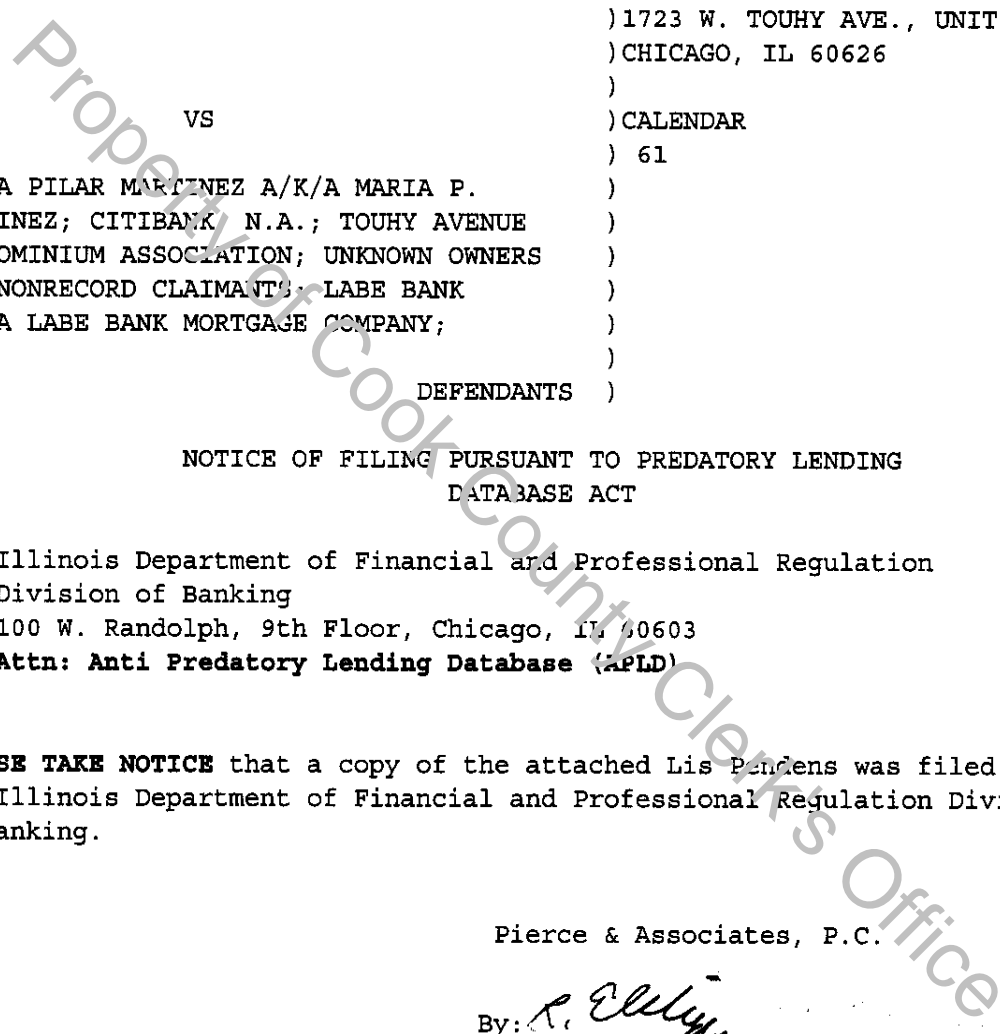 )1723 W. TOUHY AVE., UNIT
)CHICAGO, IL 60626
)
VS )CALENDAR
) 61
A PILAR MARTINEZ A/K/A MARIA P. )
INEZ; CITIBANK N.A.; TOUHY AVENUE )
OMINIUM ASSOCIATION; UNKNOWN OWNERS )
NONRECORD CLAIMANTS; LABE BANK )
A LABE BANK MORTGAGE COMPANY; )
)
DEFENDANTS )
NOTICE OF FILING PURSUANT TO PREDATORY LENDING
DATABASE ACT
Illinois Department of Financial and Professional Regulation
Division of Banking
100 W. Randolph, 9th Floor, Chicago, IL 60603
Attn: Anti Predatory Lending Database (APLD)
SE TAKE NOTICE that a copy of the attached Lis Pendens was filed
Illinois Department of Financial and Professional Regulation Divi
anking.
Pierce & Associates, P.C.
By: R.
Property of Cook County Clerk's Office